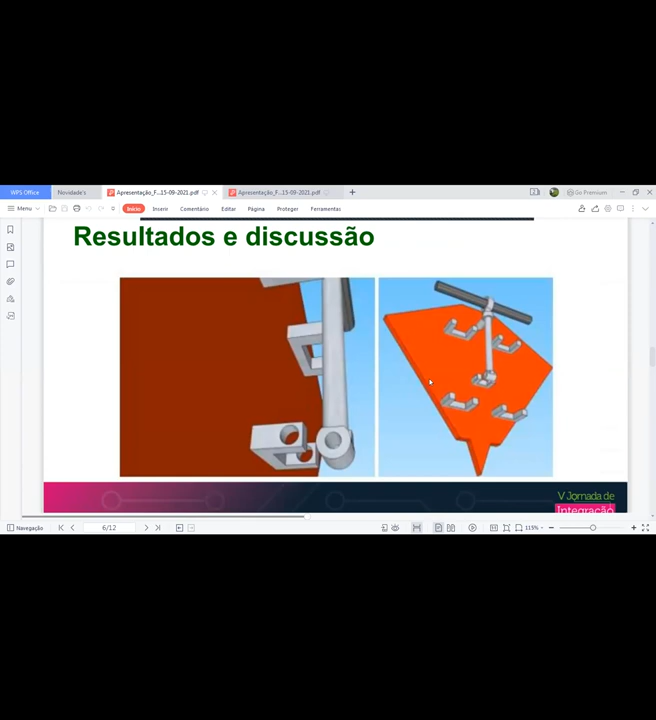 WPS Office Novidade's Apresentação_F...15-09-2021.pdf Apresentação_F...15-09-2021.pdf Go Premium
Menu Início Inserir Comentário Editar Página Proteger Ferramentas
Resultados e discussão
V Jornada de
Integração
Navegação 6/12 115%